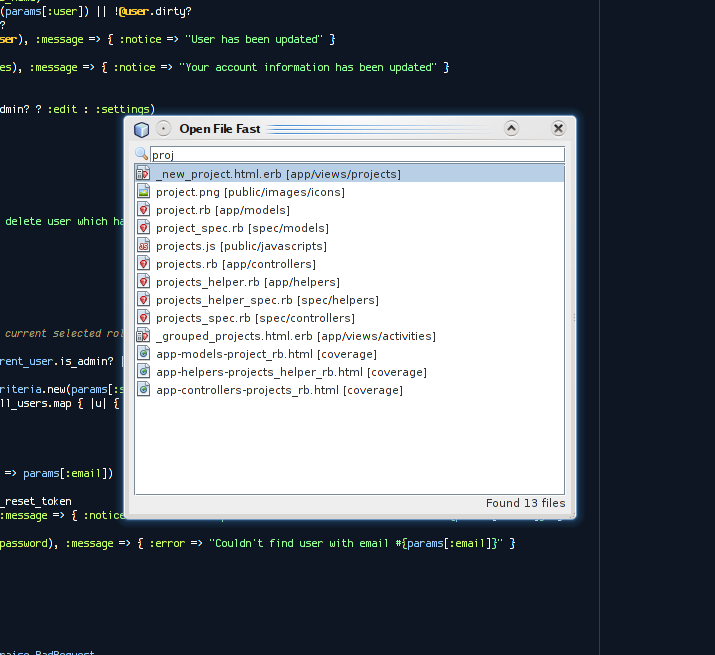 (params[:user]) || !@user.dirty?
?
ser), :message => { :notice => "User has been updated" }
es), :message => { :notice => "Your account information has been updated" }
dmin? ? :edit : :settings)
Open File Fast
proj
_new_project.html.erb [app/views/projects]
project.png [public/images/icons]
project.rb [app/models]
project_spec.rb [spec/models]
projects.js [public/javascripts]
projects.rb [app/controllers]
projects_helper.rb [app/helpers]
projects_helper_spec.rb [spec/helpers]
projects_spec.rb [spec/controllers]
_grouped_projects.html.erb [app/views/activities]
app-models-project_rb.html [coverage]
app-helpers-projects_helper_rb.html [coverage]
app-controllers-projects_rb.html [coverage]
Found 13 files
delete user which ha
current selected rol
rent_user.is_admin? |
riteria.new(params[:s
ll_users.map { |u| {
=> params[:email])
_reset_token
:message => { :notice
password), :message => { :error => "Couldn't find user with email #{params[:email]}" }